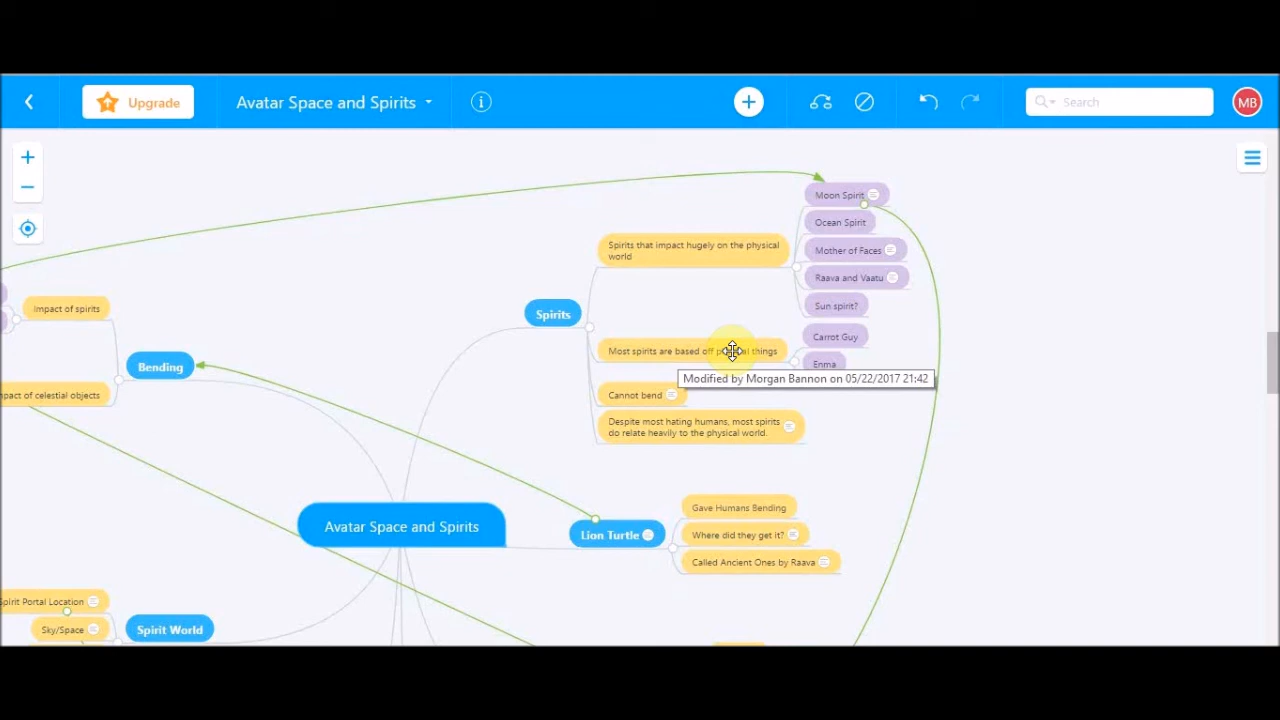 Upgrade
Avatar Space and Spirits
Search
MB
Moon Spirit
Ocean Spirit
Spirits that impact hugely on the physical
world
Mother of Faces
Raava and Vaatu
Sun spirit?
Impact of spirits
Spirits
Carrot Guy
Most spirits are based off physical things
Enma
Bending
Modified by Morgan Bannon on 05/22/2017 21:42
Cannot bend
pact of celestial objects
Despite most hating humans, most spirits
do relate heavily to the physical world.
Gave Humans Bending
Avatar Space and Spirits
Lion Turtle
Where did they get it?
Called Ancient Ones by Raava
Spirit Portal Location
Sky/Space
Spirit World